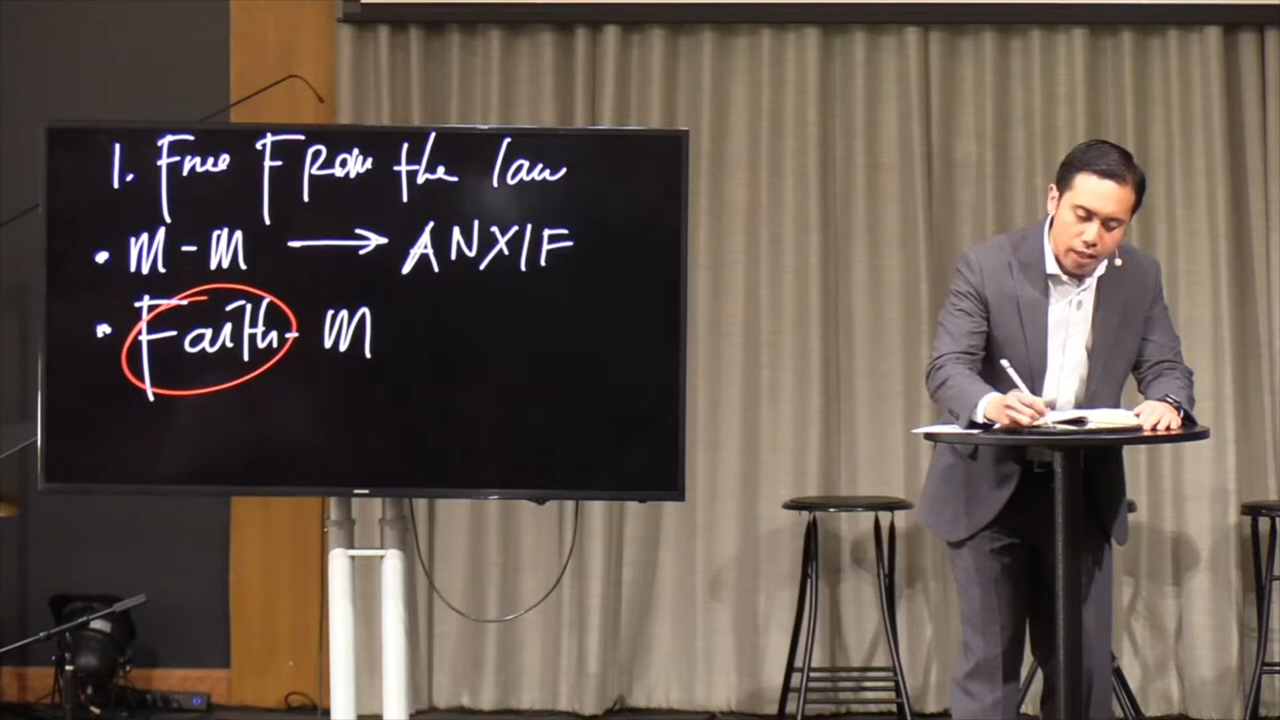 1. Free From the law
• M-M → ANXIF
• Faith- M